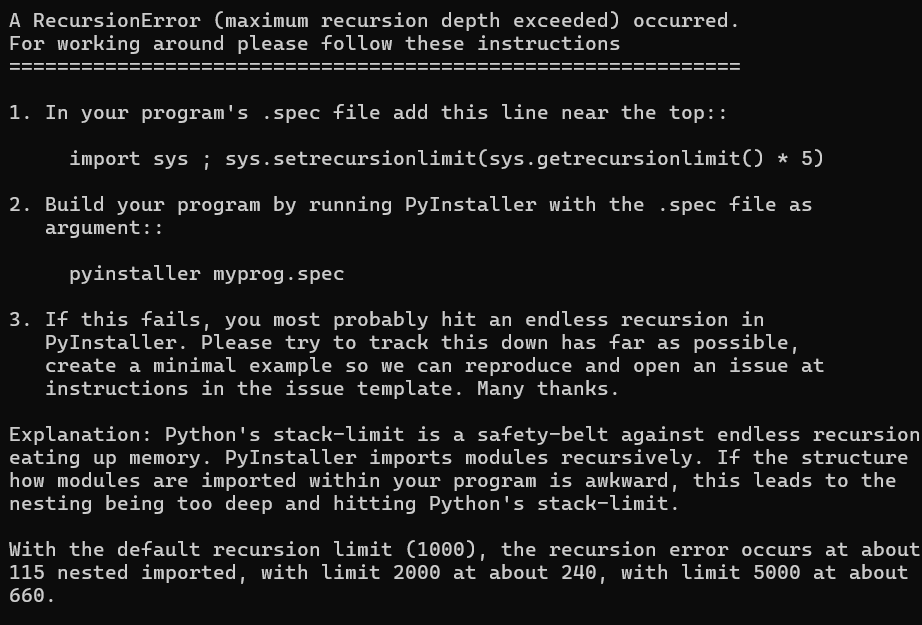 A RecursionError (maximum recursion depth exceeded) occurred.
For working around please follow these instructions
=============================================================
1. In your program's .spec file add this line near the top::
import sys ; sys.setrecursionlimit(sys.getrecursionlimit() * 5)
2. Build your program by running PyInstaller with the .spec file as
argument::
pyinstaller myprog.spec
3. If this fails, you most probably hit an endless recursion in
PyInstaller. Please try to track this down has far as possible,
create a minimal example so we can reproduce and open an issue at
instructions in the issue template. Many thanks.
Explanation: Python's stack-limit is a safety-belt against endless recursion
eating up memory. PyInstaller imports modules recursively. If the structure
how modules are imported within your program is awkward, this leads to the
nesting being too deep and hitting Python's stack-limit.
With the default recursion limit (1000), the recursion error occurs at about
115 nested imported, with limit 2000 at about 240, with limit 5000 at about
660.